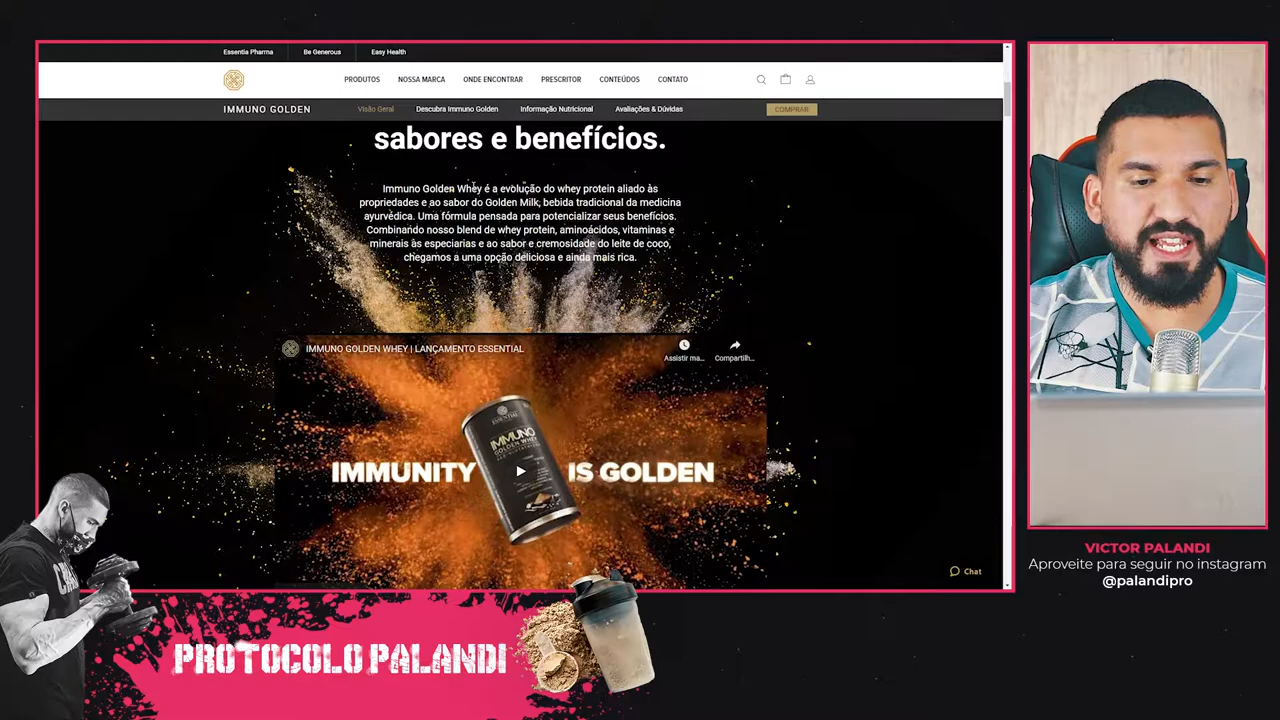 Essentia Pharma
Be Generous
Easy Health
PRODUTOS
NOSSA MARCA
ONDE ENCONTRAR
PRESCRITOR
CONTEÚDOS
CONTATO
IMMUNO GOLDEN
Visão Geral
Descubra Immuno Golden
Informação Nutricional
Avaliações & Dúvidas
COMPRAR
sabores e benefícios.
Immuno Golden Whey é a evolução do whey protein aliado às
propriedades e ao sabor do Golden Milk, bebida tradicional da medicina
ayurvédica. Uma fórmula pensada para potencializar seus benefícios.
Combinando nosso blend de whey protein, aminoácidos, vitaminas e
minerais às especiarias e ao sabor e cremosidade do leite de coco,
chegamos a uma opção deliciosa e ainda mais rica.
IMMUNO GOLDEN WHEY | LANÇAMENTO ESSENTIAL
Assistir ma...
Compartilh...
ESSENTIAL
IMMUNO
GOLDEN WHEY
IMMUNITY
IS GOLDEN
Chat
VICTOR PALANDI
Aproveite para seguir no instagram
@palandipro
PROTOCOLO PALANDI